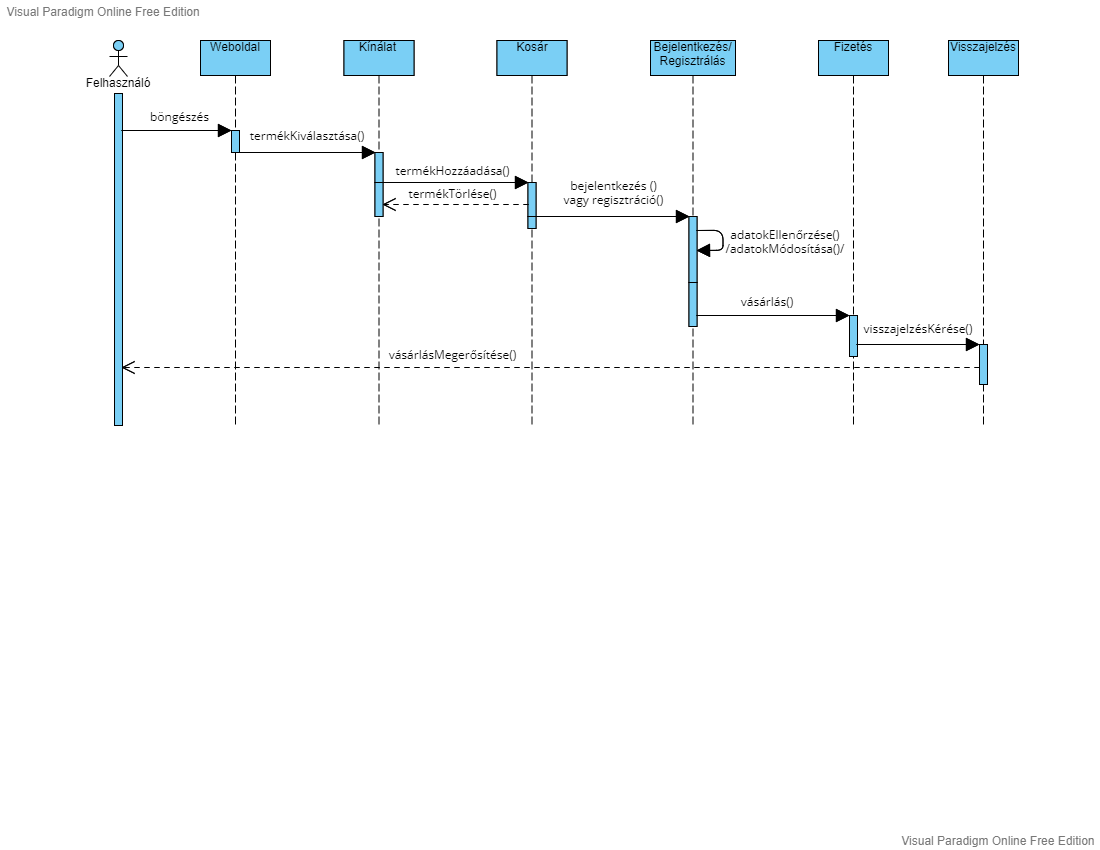 Visual Paradigm Online Free Edition
Felhasználó
Weboldal
Kínálat
Kosár
Bejelentkezés/
Regisztrálás
Fizetés
Visszajelzés
böngészés
termékKiválasztása()
termékHozzáadása()
termékTörlése()
bejelentkezés ()
vagy regisztráció()
adatokEllenőrzése()
/adatokMódosítása()/
vásárlás()
visszajelzésKérése()
vásárlásMegerősítése()
Visual Paradigm Online Free Edition